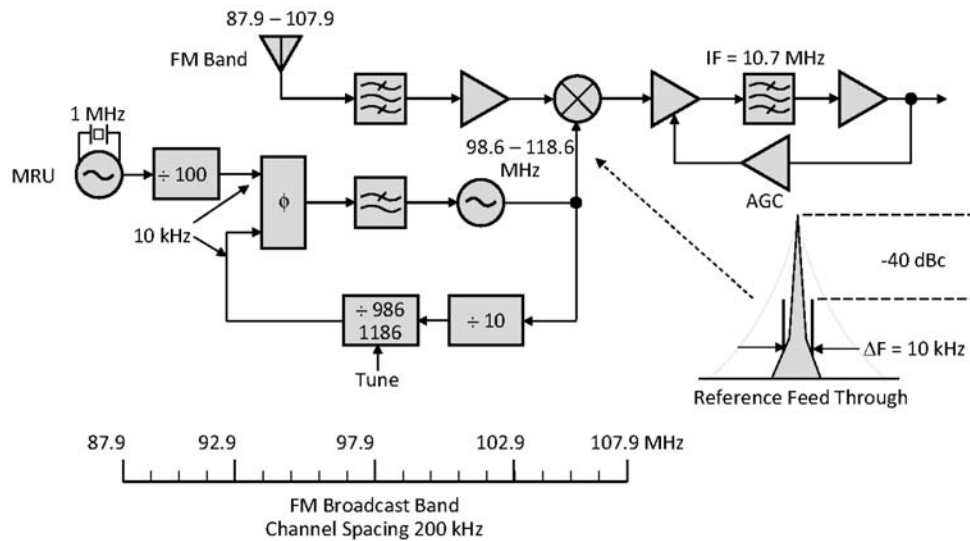 87.9 – 107.9
FM Band
IF = 10.7 MHz
1 MHz
MRU
÷ 100
98.6 – 118.6
MHz
ϕ
AGC
10 kHz
-40 dBc
÷ 986
1186
÷ 10
ΔF = 10 kHz
Tune
Reference Feed Through
87.9 92.9 97.9 102.9 107.9 MHz
FM Broadcast Band
Channel Spacing 200 kHz